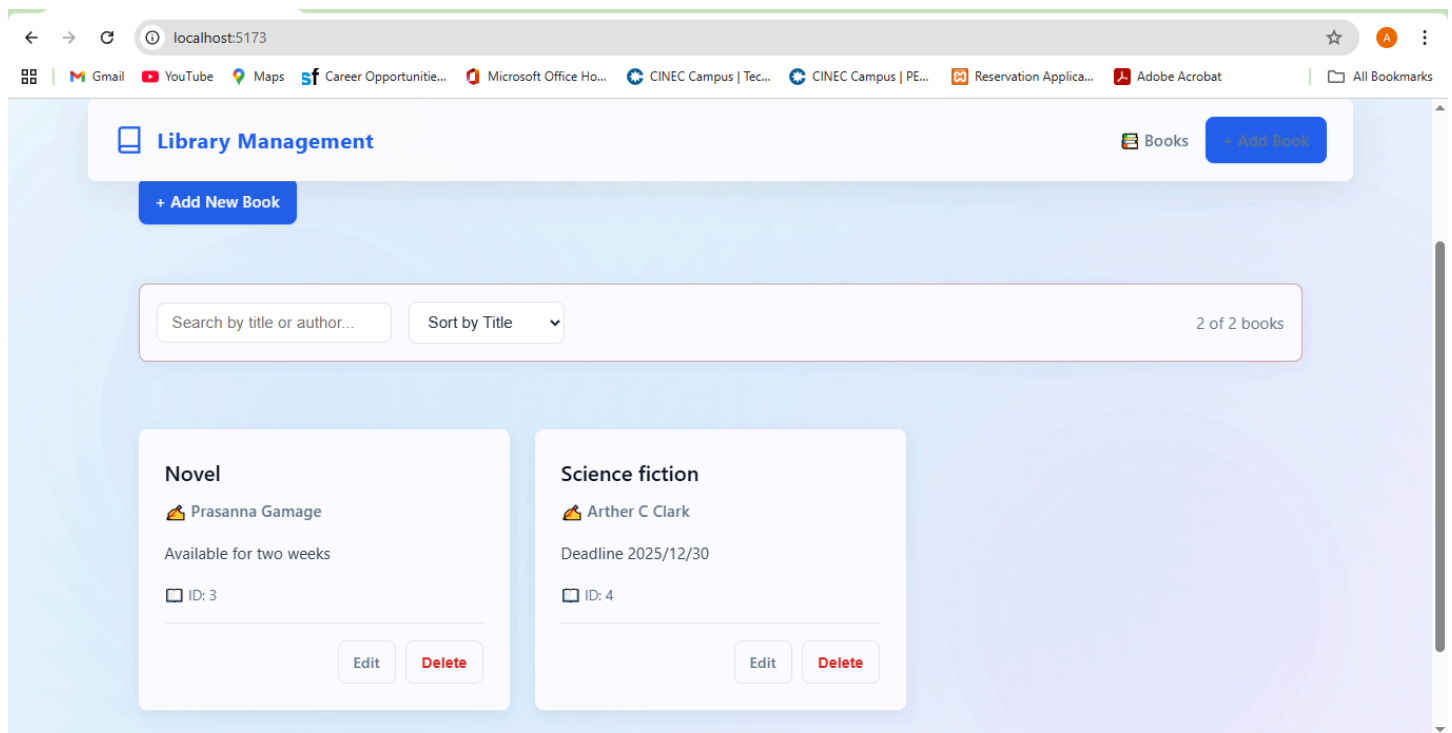 localhost:5173
A
Gmail YouTube Maps Career Opportunitie... Microsoft Office Ho... CINEC Campus | Tec... CINEC Campus | PE... Reservation Applica... Adobe Acrobat All Bookmarks
Library Management
📚 Books
+ Add Book
+ Add New Book
Search by title or author...
Sort by Title
2 of 2 books
Novel
✍️ Prasanna Gamage
Available for two weeks
📖 ID: 3
Edit
Delete
Science fiction
✍️ Arther C Clark
Deadline 2025/12/30
📖 ID: 4
Edit
Delete